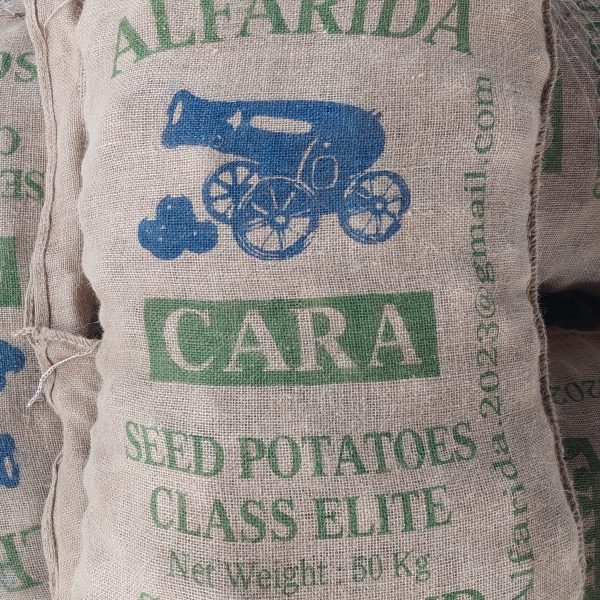 ALFARIDA
CARA
SEED POTATOES
CLASS ELITE
Net Weight : 50 Kg
Alfarida.2023@gmail.com